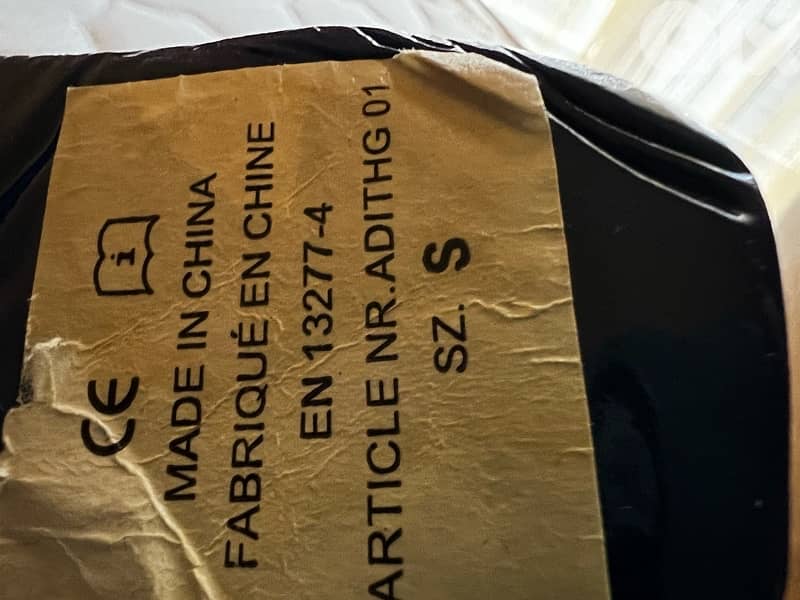 CE
MADE IN CHINA
FABRIQUÉ EN CHINE
EN 13277-4
ARTICLE NR.ADITHG 01
SZ. S